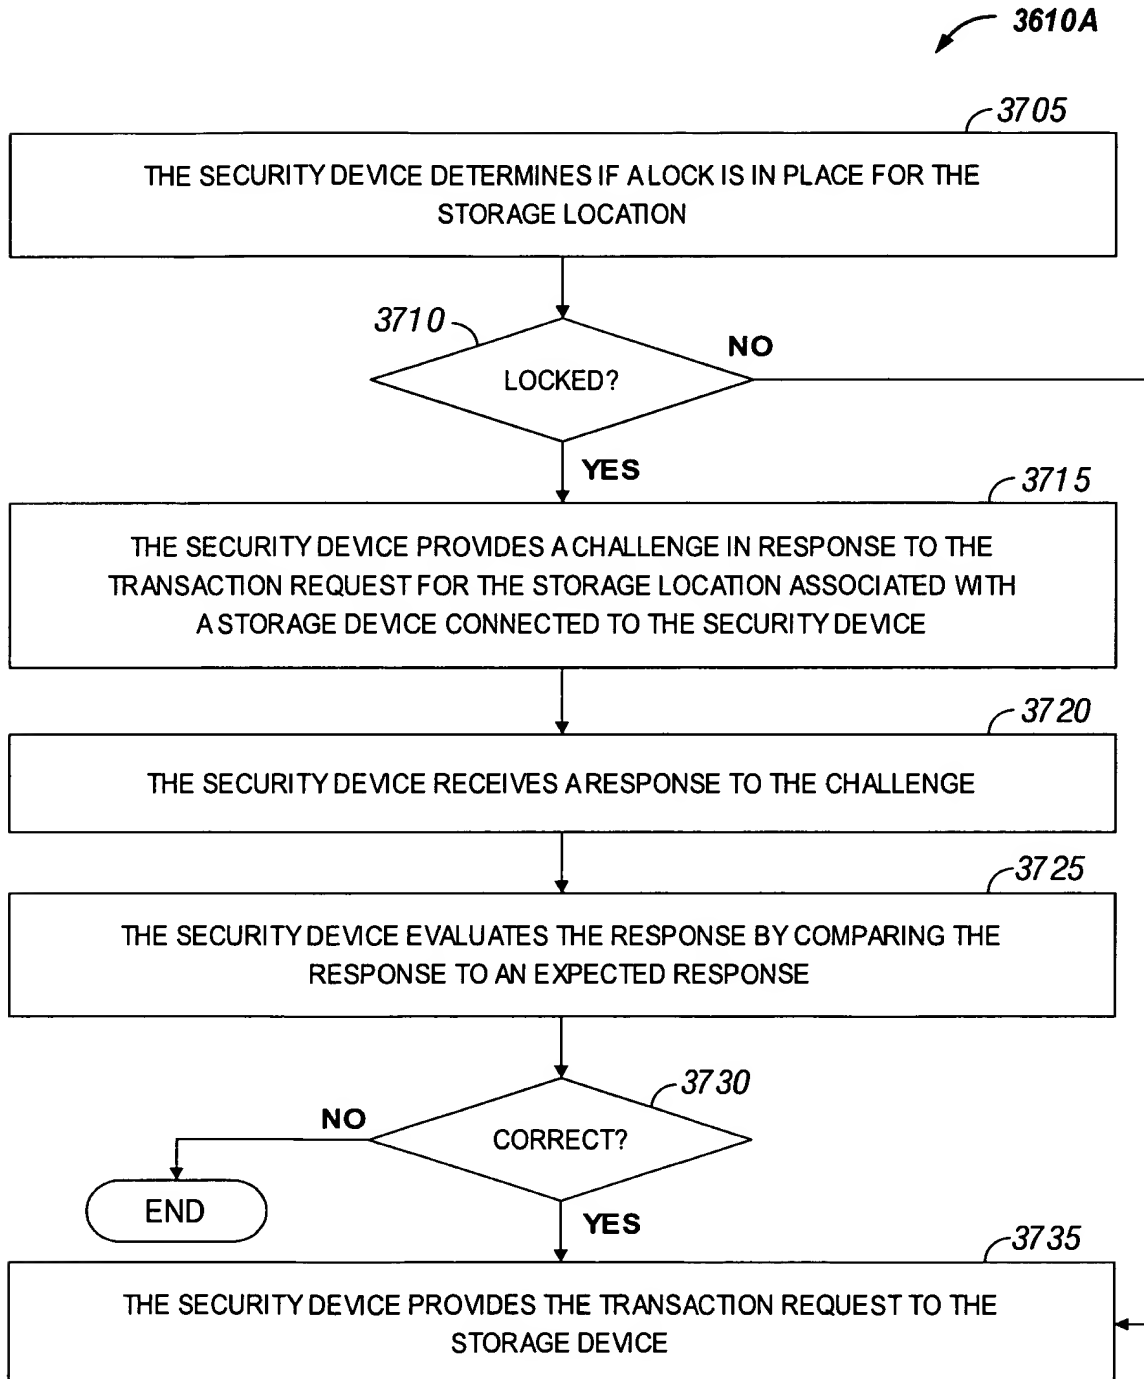 3610A
3705
THE SECURITY DEVICE DETERMINES IF A LOCK IS IN PLACE FOR THE
STORAGE LOCATION
3710
NO
LOCKED?
YES
3715
THE SECURITY DEVICE PROVIDES A CHALLENGE IN RESPONSE TO THE
TRANSACTION REQUEST FOR THE STORAGE LOCATION ASSOCIATED WITH
A STORAGE DEVICE CONNECTED TO THE SECURITY DEVICE
3720
THE SECURITY DEVICE RECEIVES A RESPONSE TO THE CHALLENGE
3725
THE SECURITY DEVICE EVALUATES THE RESPONSE BY COMPARING THE
RESPONSE TO AN EXPECTED RESPONSE
3730
NO
CORRECT?
END
YES
3735
THE SECURITY DEVICE PROVIDES THE TRANSACTION REQUEST TO THE
STORAGE DEVICE